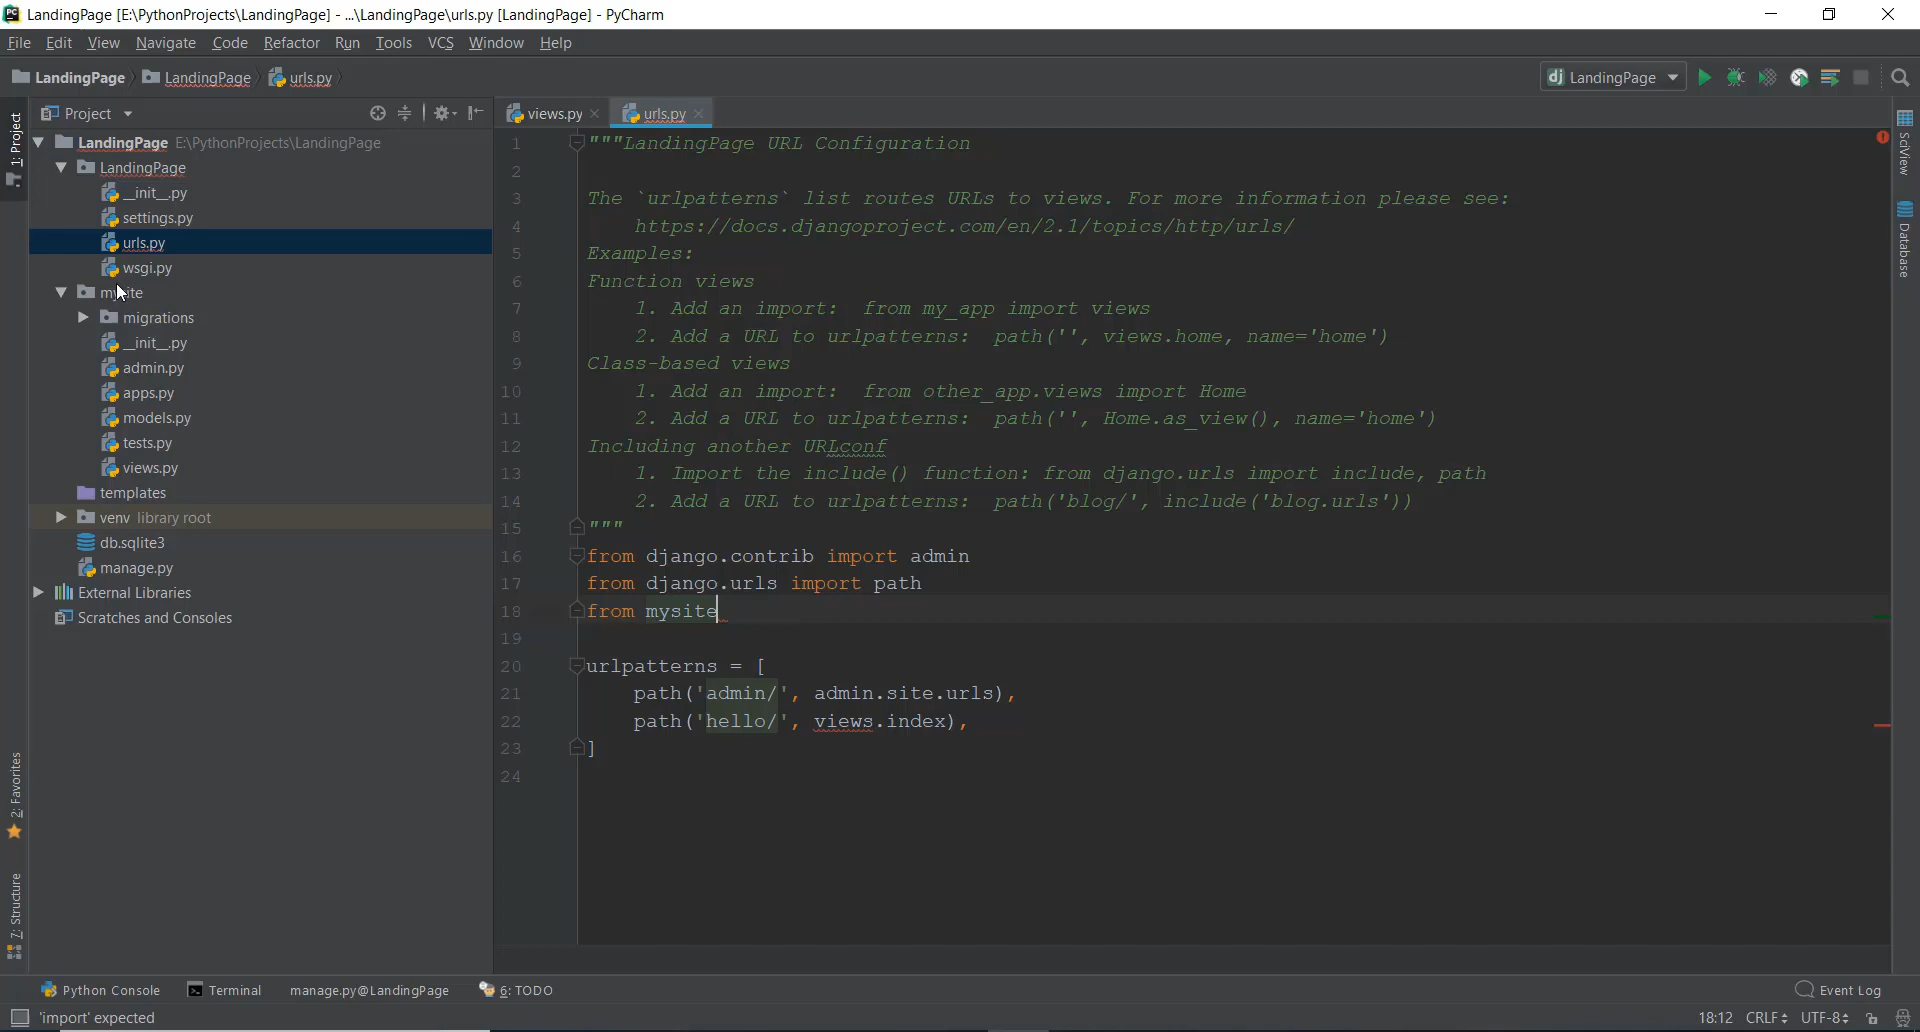 LandingPage [E:\PythonProjects\LandingPage] - ...\LandingPage\urls.py [LandingPage] - PyCharm
File Edit View Navigate Code Refactor Run Tools VCS Window Help
LandingPage LandingPage urls.py
dj LandingPage
1: Project
Project
views.py urls.py
LandingPage E:\PythonProjects\LandingPage
LandingPage
__init__.py
settings.py
urls.py
wsgi.py
mysite
migrations
__init__.py
admin.py
apps.py
models.py
tests.py
views.py
templates
venv library root
db.sqlite3
manage.py
External Libraries
Scratches and Consoles
2: Favorites
7: Structure
1 """LandingPage URL Configuration
2
3 The `urlpatterns` list routes URLs to views. For more information please see:
4 https://docs.djangoproject.com/en/2.1/topics/http/urls/
5 Examples:
6 Function views
7 1. Add an import:  from my_app import views
8 2. Add a URL to urlpatterns:  path('', views.home, name='home')
9 Class-based views
10 1. Add an import:  from other_app.views import Home
11 2. Add a URL to urlpatterns:  path('', Home.as_view(), name='home')
12 Including another URLconf
13 1. Import the include() function: from django.urls import include, path
14 2. Add a URL to urlpatterns:  path('blog/', include('blog.urls'))
15 """
16 from django.contrib import admin
17 from django.urls import path
18 from mysite
19
20 urlpatterns = [
21 path('admin/', admin.site.urls),
22 path('hello/', views.index),
23 ]
24
SciView
Database
Python Console Terminal manage.py@LandingPage 6: TODO Event Log
'import' expected 18:12 CRLF UTF-8